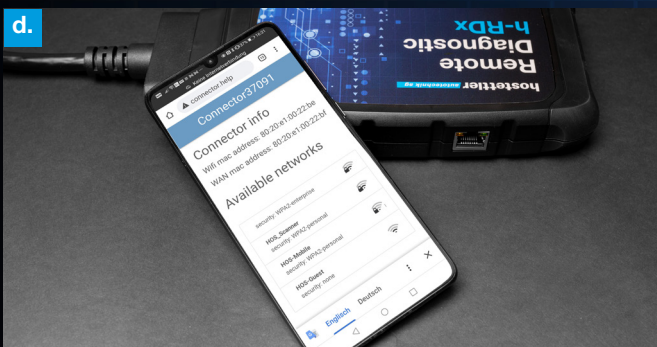 d.
h-RDx
Remote
Diagnostic
hostettler autotechnik ag
Keine Internetverbindung
connector.help
Connector37091
Connector info
Wifi mac address: 80:20:e1:00:22:be
WAN mac address: 80:20:e1:00:22:bf
Available networks
security: WPA2-enterprise
HOS_Scanner
security: WPA2-personal
HOS-Mobile
security: WPA2-personal
HOS-Guest
security: none
Englisch Deutsch